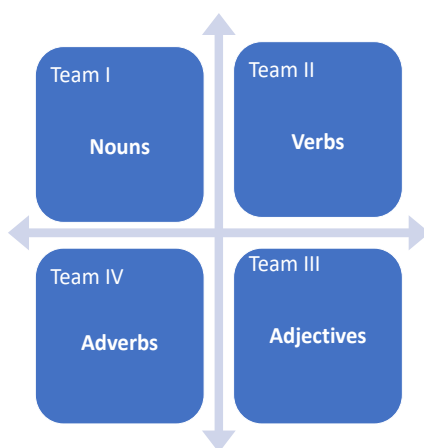 Team I
Nouns
Team II
Verbs
Team IV
Adverbs
Team III
Adjectives